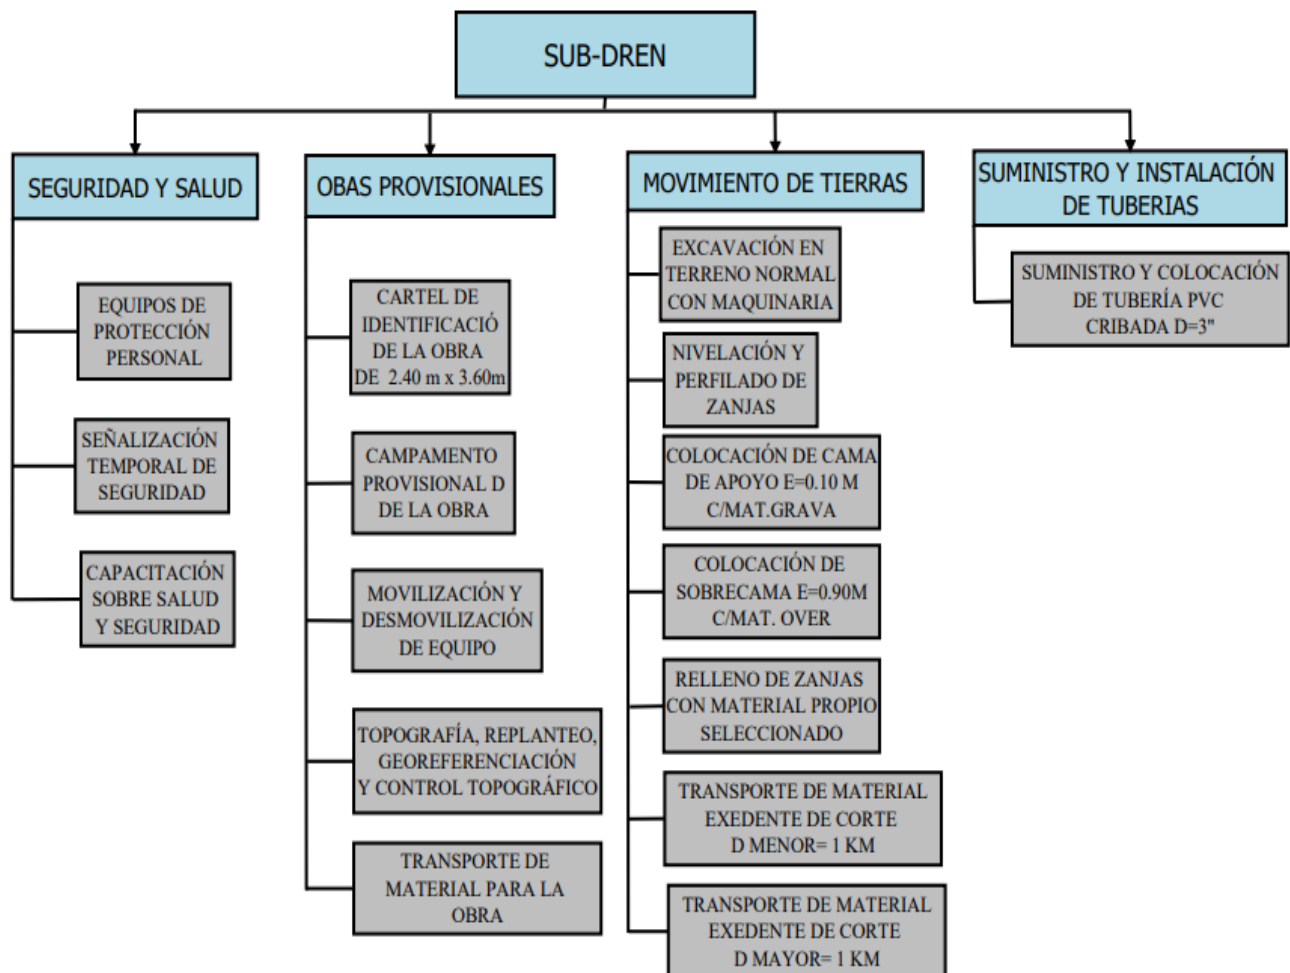 SUB-DREN
SEGURIDAD Y SALUD
EQUIPOS DE
PROTECCIÓN
PERSONAL
SEÑALIZACIÓN
TEMPORAL DE
SEGURIDAD
CAPACITACIÓN
SOBRE SALUD
Y SEGURIDAD
OBAS PROVISIONALES
CARTEL DE
IDENTIFICACIÓ
DE LA OBRA
DE 2.40 m x 3.60m
CAMPAMENTO
PROVISIONAL D
DE LA OBRA
MOVILIZACIÓN Y
DESMOVILIZACIÓN
DE EQUIPO
TOPOGRAFÍA, REPLANTEO,
GEOREFERENCIACIÓN
Y CONTROL TOPOGRÁFICO
TRANSPORTE DE
MATERIAL PARA LA
OBRA
MOVIMIENTO DE TIERRAS
EXCAVACIÓN EN
TERRENO NORMAL
CON MAQUINARIA
NIVELACIÓN Y
PERFILADO DE
ZANJAS
COLOCACIÓN DE CAMA
DE APOYO E=0.10 M
C/MAT.GRAVA
COLOCACIÓN DE
SOBRECAMA E=0.90M
C/MAT. OVER
RELLENO DE ZANJAS
CON MATERIAL PROPIO
SELECCIONADO
TRANSPORTE DE MATERIAL
EXEDENTE DE CORTE
D MENOR= 1 KM
TRANSPORTE DE MATERIAL
EXEDENTE DE CORTE
D MAYOR= 1 KM
SUMINISTRO Y INSTALACIÓN
DE TUBERIAS
SUMINISTRO Y COLOCACIÓN
DE TUBERÍA PVC
CRIBADA D=3"